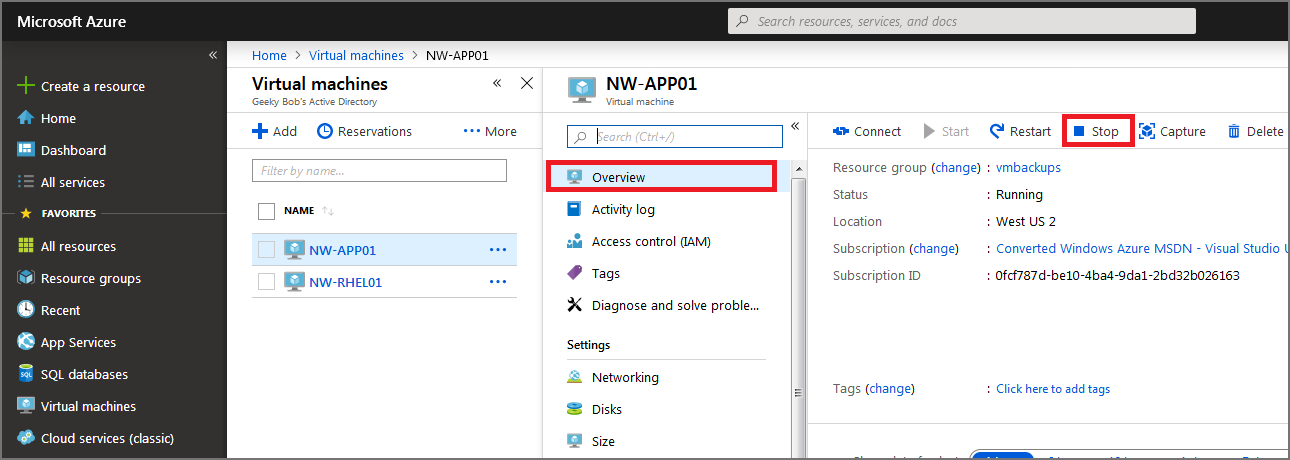 Microsoft Azure
Search resources, services, and docs
«
Create a resource
Home
Dashboard
All services
FAVORITES
All resources
Resource groups
Recent
App Services
SQL databases
Virtual machines
Cloud services (classic)
Home > Virtual machines > NW-APP01
Virtual machines
« ×
Geeky Bob's Active Directory
+ Add
Reservations
••• More
Filter by name...
NAME ↑↓
NW-APP01 •••
NW-RHEL01 •••
NW-APP01
Virtual machine
Search (Ctrl+/)
«
Overview
Activity log
Access control (IAM)
Tags
Diagnose and solve proble...
Settings
Networking
Disks
Size
Connect
Start
Restart
Stop
Capture
Delete
Resource group (change) : vmbackups
Status : Running
Location : West US 2
Subscription (change) : Converted Windows Azure MSDN - Visual Studio U
Subscription ID : 0fcf787d-be10-4ba4-9da1-2bd32b026163
Tags (change) : Click here to add tags